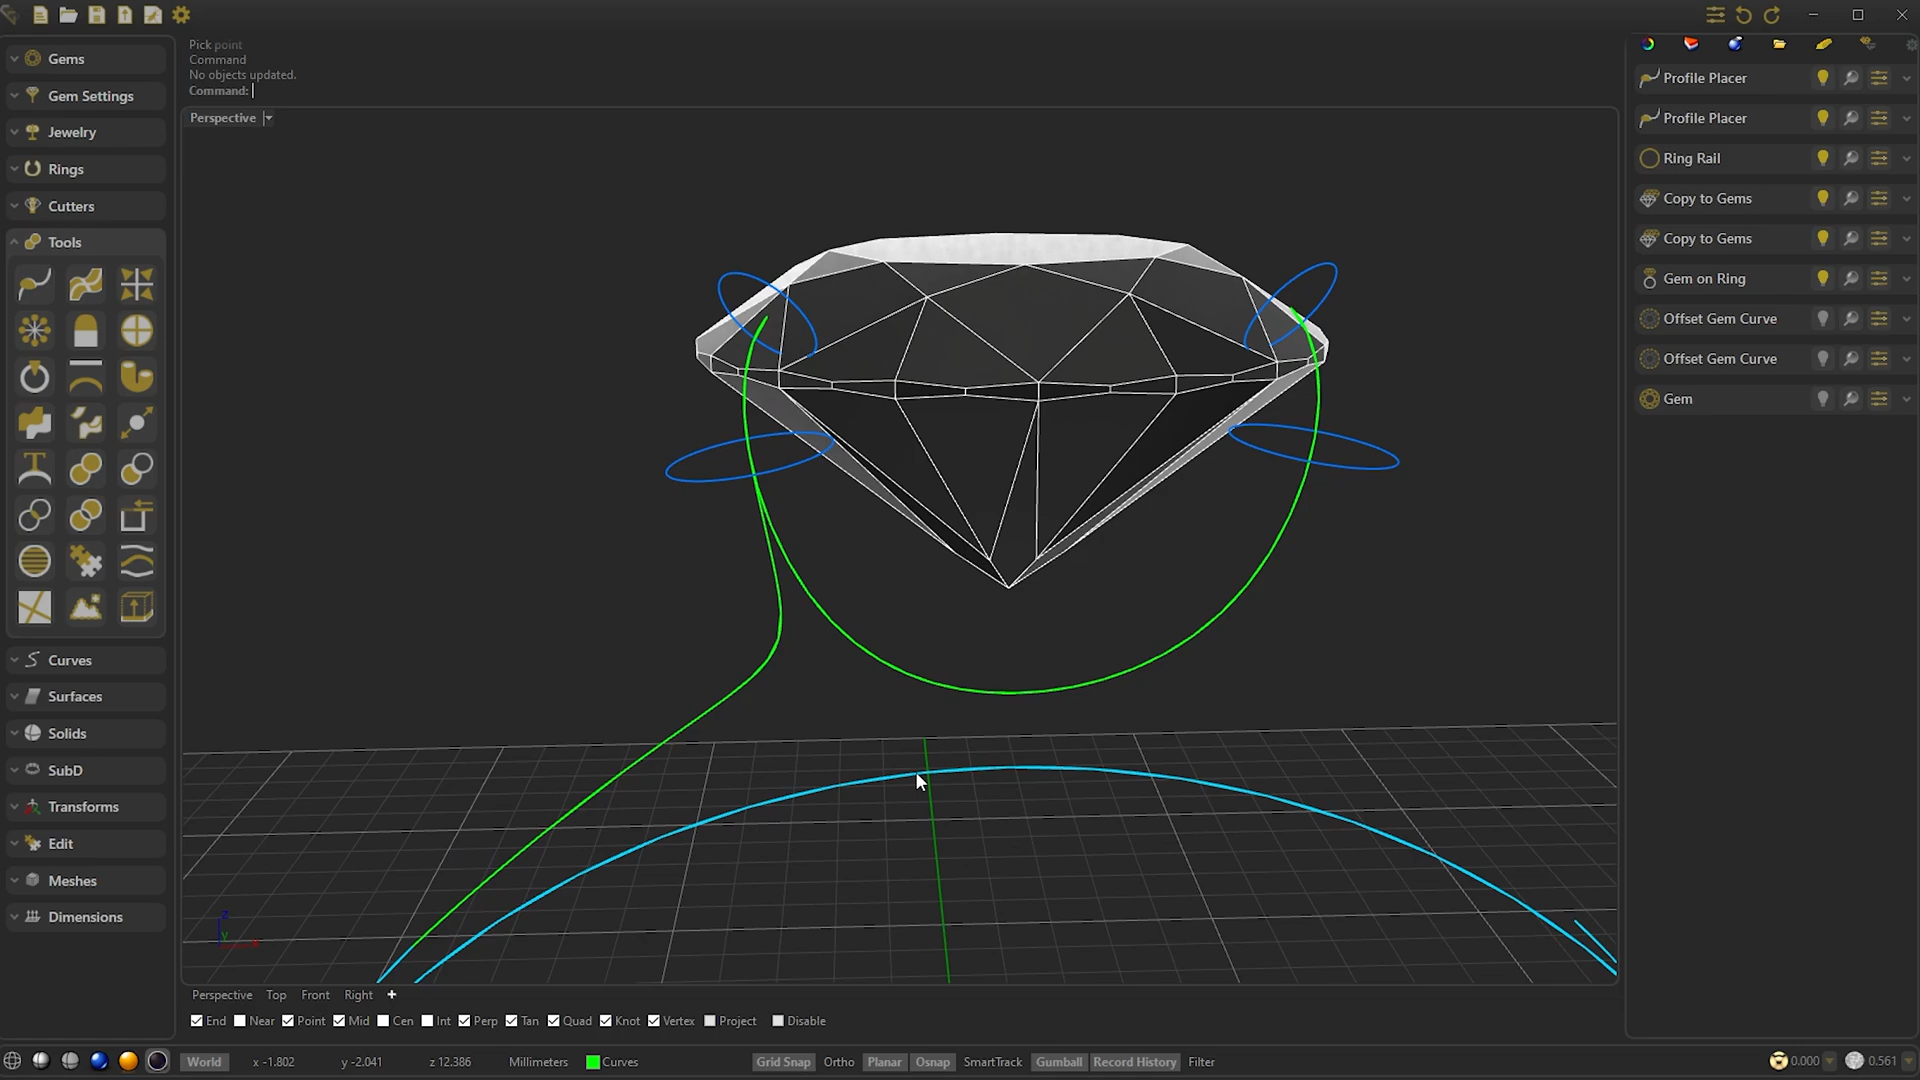 Pick point
Command
No objects updated.
Command:
Perspective
Gems
Gem Settings
Jewelry
Rings
Cutters
Tools
Curves
Surfaces
Solids
SubD
Transforms
Edit
Meshes
Dimensions
Profile Placer
Profile Placer
Ring Rail
Copy to Gems
Copy to Gems
Gem on Ring
Offset Gem Curve
Offset Gem Curve
Gem
z
y
x
Perspective Top Front Right
End Near Point Mid Cen Int Perp Tan Quad Knot Vertex Project Disable
World x -1.802 y -2.041 z 12.386 Millimeters Curves Grid Snap Ortho Planar Osnap SmartTrack Gumball Record History Filter 0.000 0.561